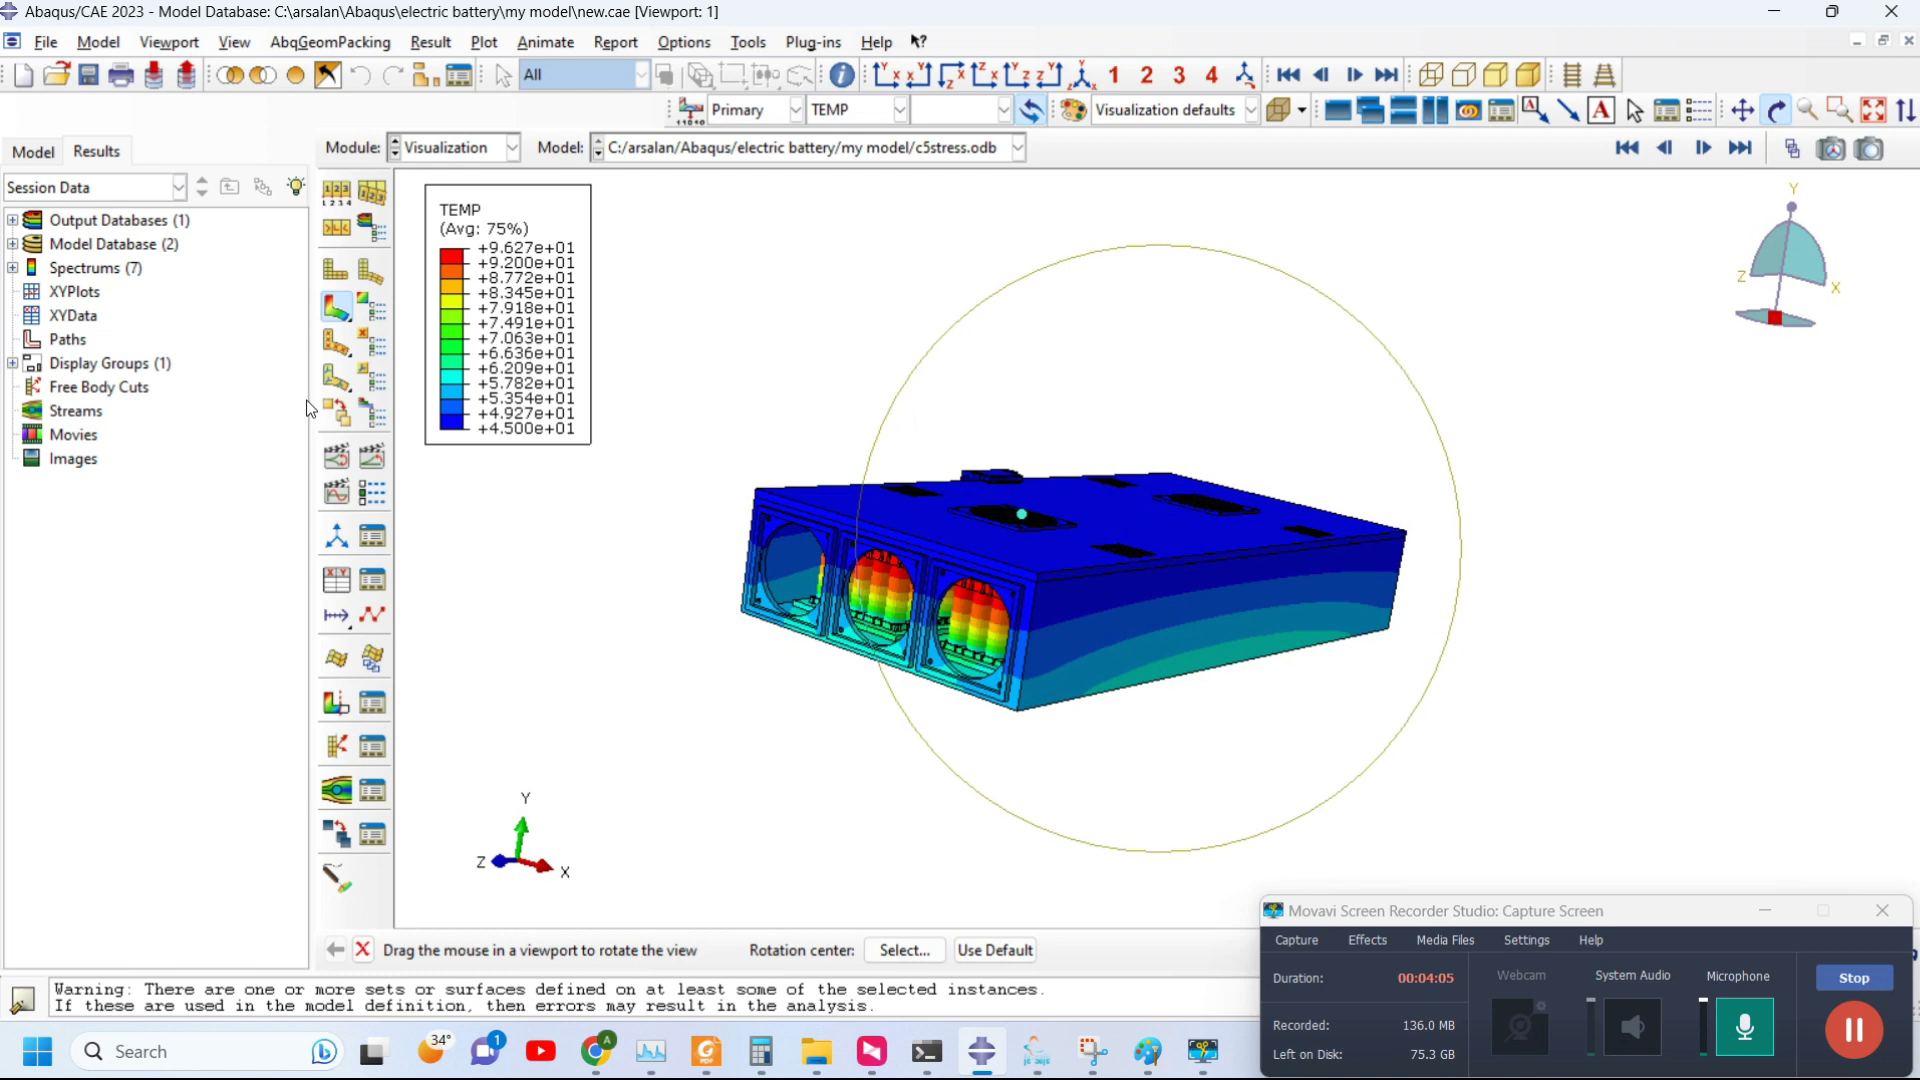 Abaqus/CAE 2023 - Model Database: C:\arsalan\Abaqus\electric battery\my model\new.cae [Viewport: 1]
File Model Viewport View AbqGeomPacking Result Plot Animate Report Options Tools Plug-ins Help
All 1 2 3 4
Primary TEMP Visualization defaults
Model Results Module: Visualization Model: C:/arsalan/Abaqus/electric battery/my model/c5stress.odb
Session Data
Output Databases (1)
Model Database (2)
Spectrums (7)
XYPlots
XYData
Paths
Display Groups (1)
Free Body Cuts
Streams
Movies
Images
TEMP
(Avg: 75%)
+9.627e+01
+9.200e+01
+8.772e+01
+8.345e+01
+7.918e+01
+7.491e+01
+7.063e+01
+6.636e+01
+6.209e+01
+5.782e+01
+5.354e+01
+4.927e+01
+4.500e+01
Y
Z X
Y
Z X
Drag the mouse in a viewport to rotate the view Rotation center: Select... Use Default
Warning: There are one or more sets or surfaces defined on at least some of the selected instances.
If these are used in the model definition, then errors may result in the analysis.
Movavi Screen Recorder Studio: Capture Screen
Capture Effects Media Files Settings Help
Duration: 00:04:05 Webcam System Audio Microphone Stop
Recorded: 136.0 MB
Left on Disk: 75.3 GB
Search 34° 1 A